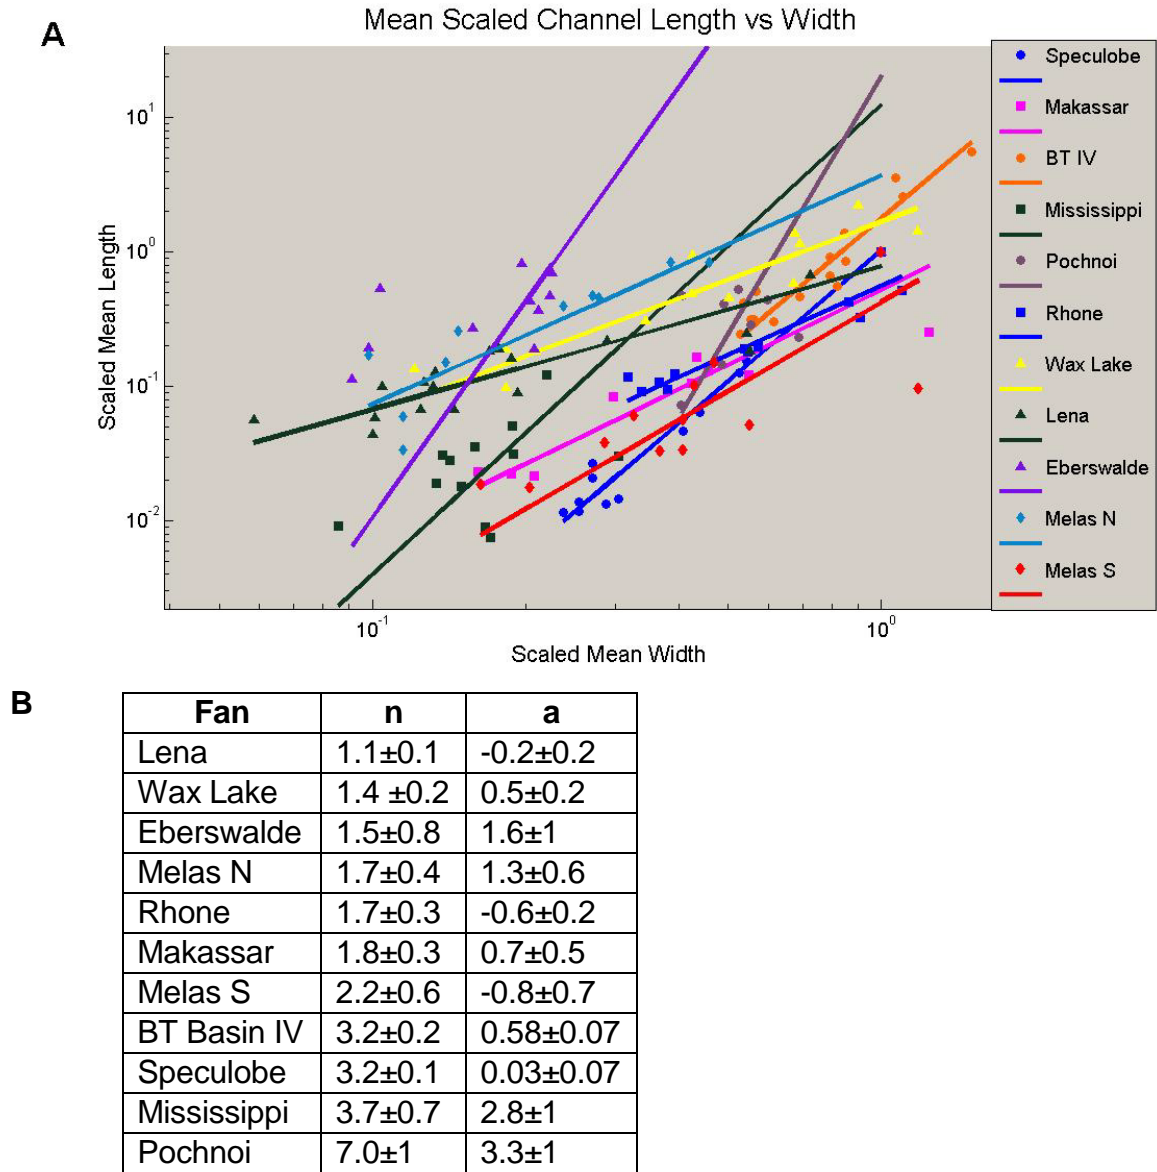 A
Mean Scaled Channel Length vs Width
Scaled Mean Length
10^1
10^0
10^-1
10^-2
10^-1
10^0
Scaled Mean Width
Speculobe
Makassar
BT IV
Mississippi
Pochnoi
Rhone
Wax Lake
Lena
Eberswalde
Melas N
Melas S
B
Fan n a
Lena 1.1±0.1 -0.2±0.2
Wax Lake 1.4 ±0.2 0.5±0.2
Eberswalde 1.5±0.8 1.6±1
Melas N 1.7±0.4 1.3±0.6
Rhone 1.7±0.3 -0.6±0.2
Makassar 1.8±0.3 0.7±0.5
Melas S 2.2±0.6 -0.8±0.7
BT Basin IV 3.2±0.2 0.58±0.07
Speculobe 3.2±0.1 0.03±0.07
Mississippi 3.7±0.7 2.8±1
Pochnoi 7.0±1 3.3±1